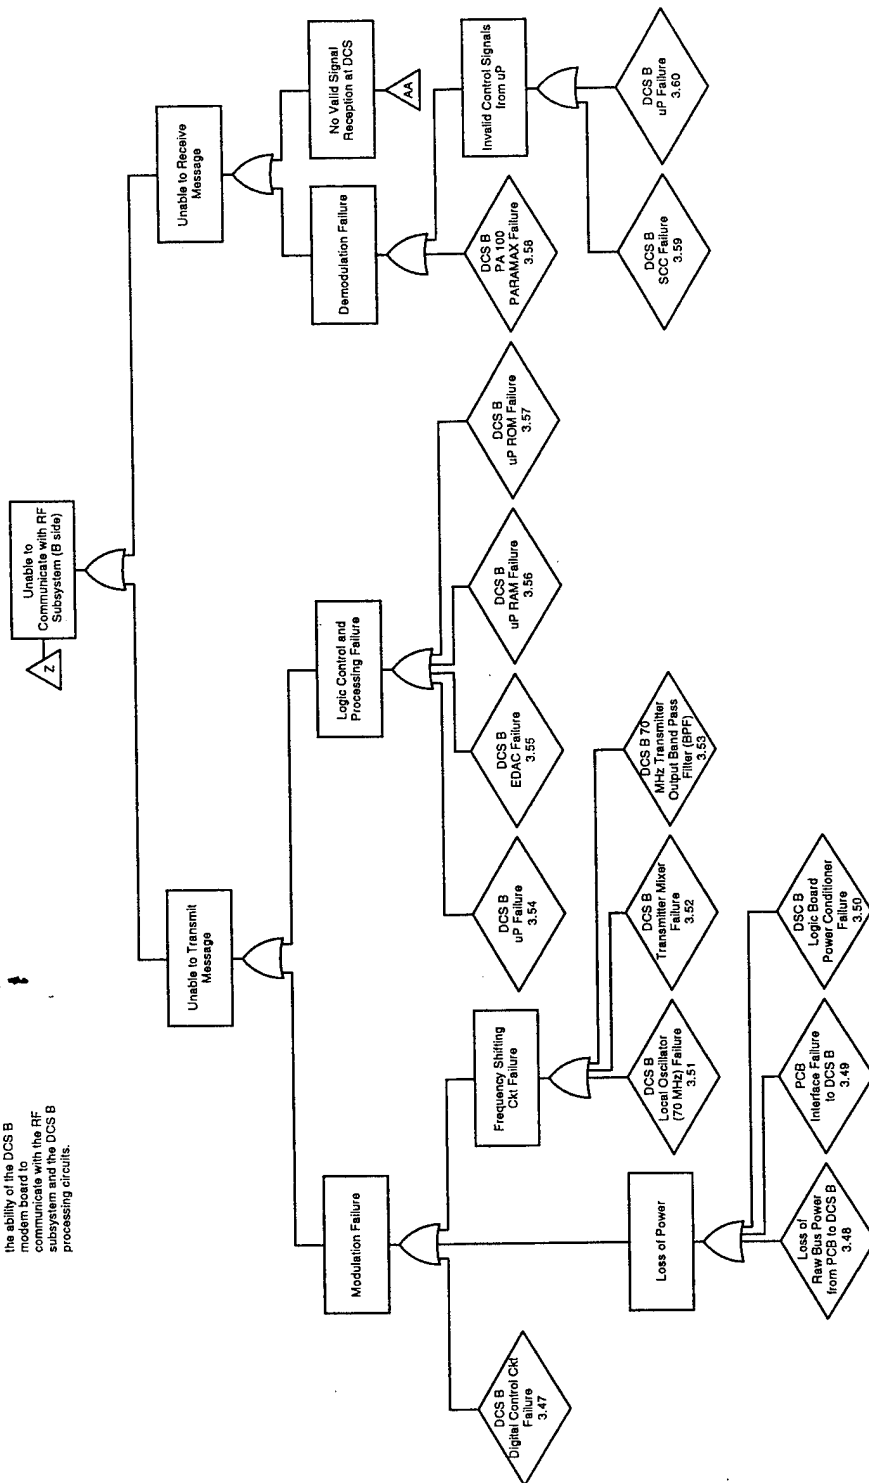 the ability of the DCS B
modem board to
communicate with the RF
subsystem and the DCS B
processing circuits.
Z
Unable to
Communicate with RF
Subsystem (B side)
Unable to Transmit
Message
Unable to Receive
Message
Modulation Failure
Logic Control and
Processing Failure
Demodulation Failure
No Valid Signal
Reception at DCS
AA
DCS B
Digital Control Ckt
Failure
3.47
Frequency Shifting
Ckt Failure
DCS B
uP Failure
3.54
DCS B
EDAC Failure
3.55
DCS B
uP RAM Failure
3.56
DCS B
uP ROM Failure
3.57
DCS B
PA 100
PARAMAX Failure
3.58
Invalid Control Signals
from uP
Loss of Power
DCS B
Local Oscillator
(70 MHz) Failure
3.51
DCS B
Transmitter Mixer
Failure
3.52
DCS B 70
MHz Transmitter
Output Band Pass
Filter (BPF)
3.53
DCS B
SCC Failure
3.59
DCS B
uP Failure
3.60
Loss of
Raw Bus Power
from PCB to DCS B
3.48
PCB
Interface Failure
to DCS B
3.49
DSC B
Logic Board
Power Conditioner
Failure
3.50